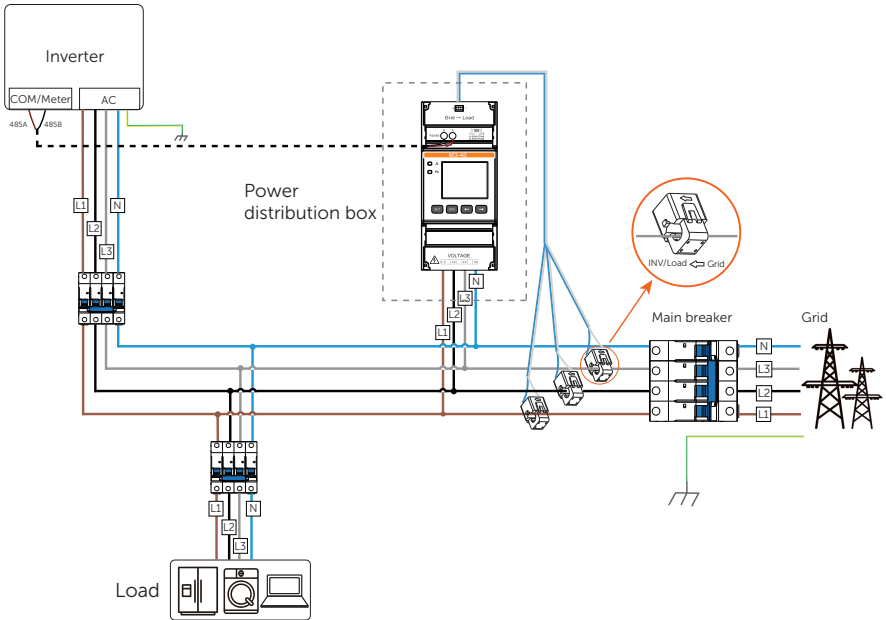 Inverter
COM/Meter
AC
485A
485B
Grid → Load
Power
distribution box
VOLTAGE
L1
N
L2
L3
N
L3
L2
L1
INV/Load ⇦ Grid
Main breaker
Grid
N
L3
L2
L1
L1
N
L2
L3
Load